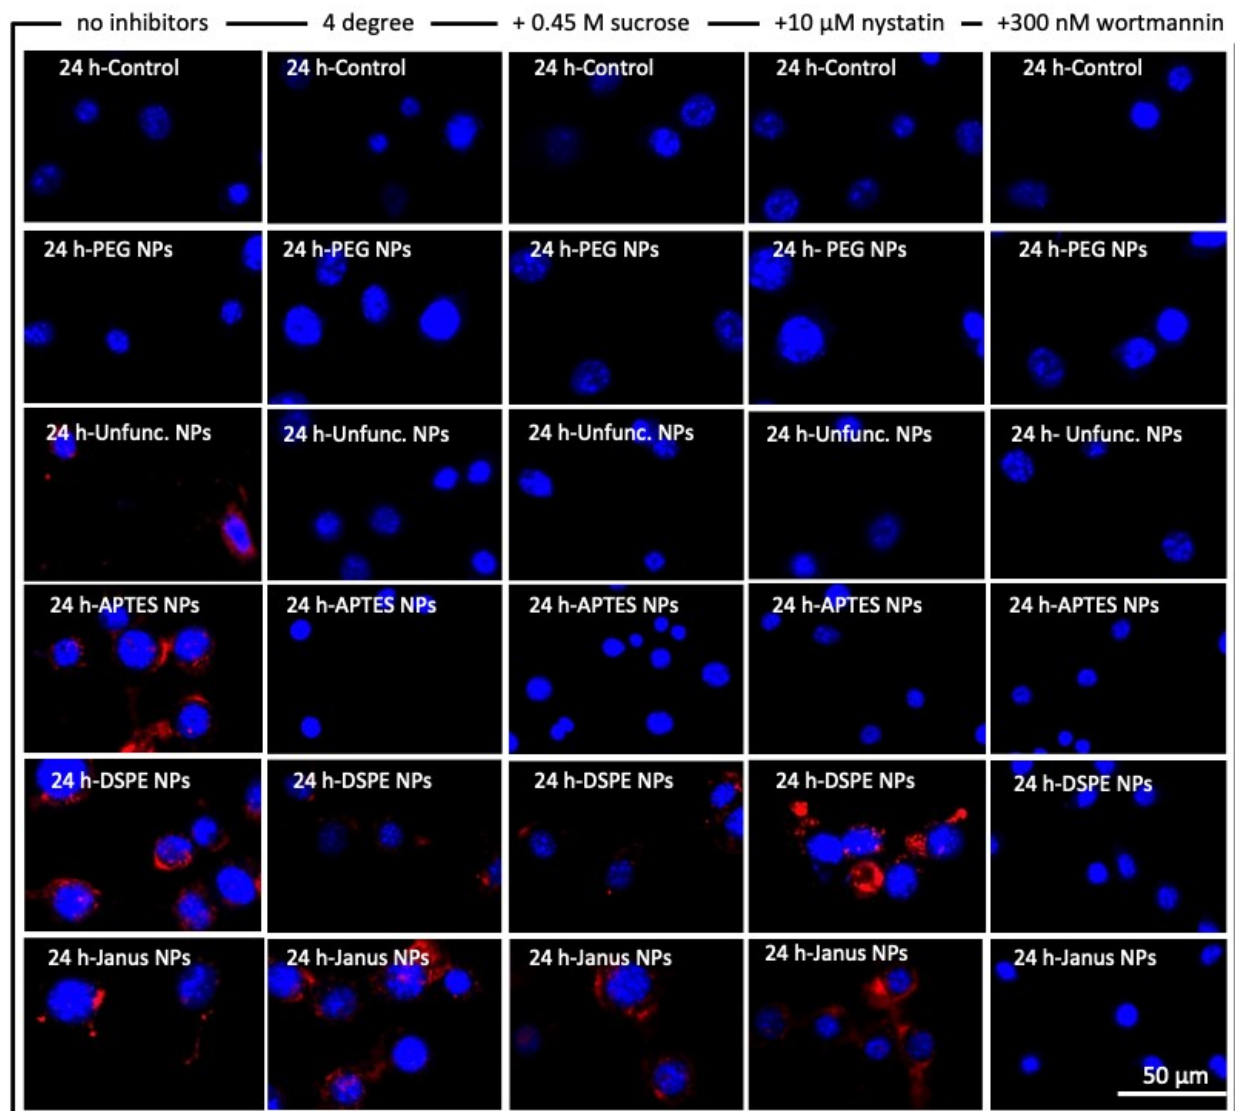 no inhibitors 4 degree + 0.45 M sucrose +10 µM nystatin +300 nM wortmannin
24 h-Control 24 h-Control 24 h-Control 24 h-Control 24 h-Control
24 h-PEG NPs 24 h-PEG NPs 24 h-PEG NPs 24 h- PEG NPs 24 h-PEG NPs
24 h-Unfunc. NPs 24 h-Unfunc. NPs 24 h-Unfunc. NPs 24 h-Unfunc. NPs 24 h- Unfunc. NPs
24 h-APTES NPs 24 h-APTES NPs 24 h-APTES NPs 24 h-APTES NPs 24 h-APTES NPs
24 h-DSPE NPs 24 h-DSPE NPs 24 h-DSPE NPs 24 h-DSPE NPs 24 h-DSPE NPs
24 h-Janus NPs 24 h-Janus NPs 24 h-Janus NPs 24 h-Janus NPs 24 h-Janus NPs
50 µm